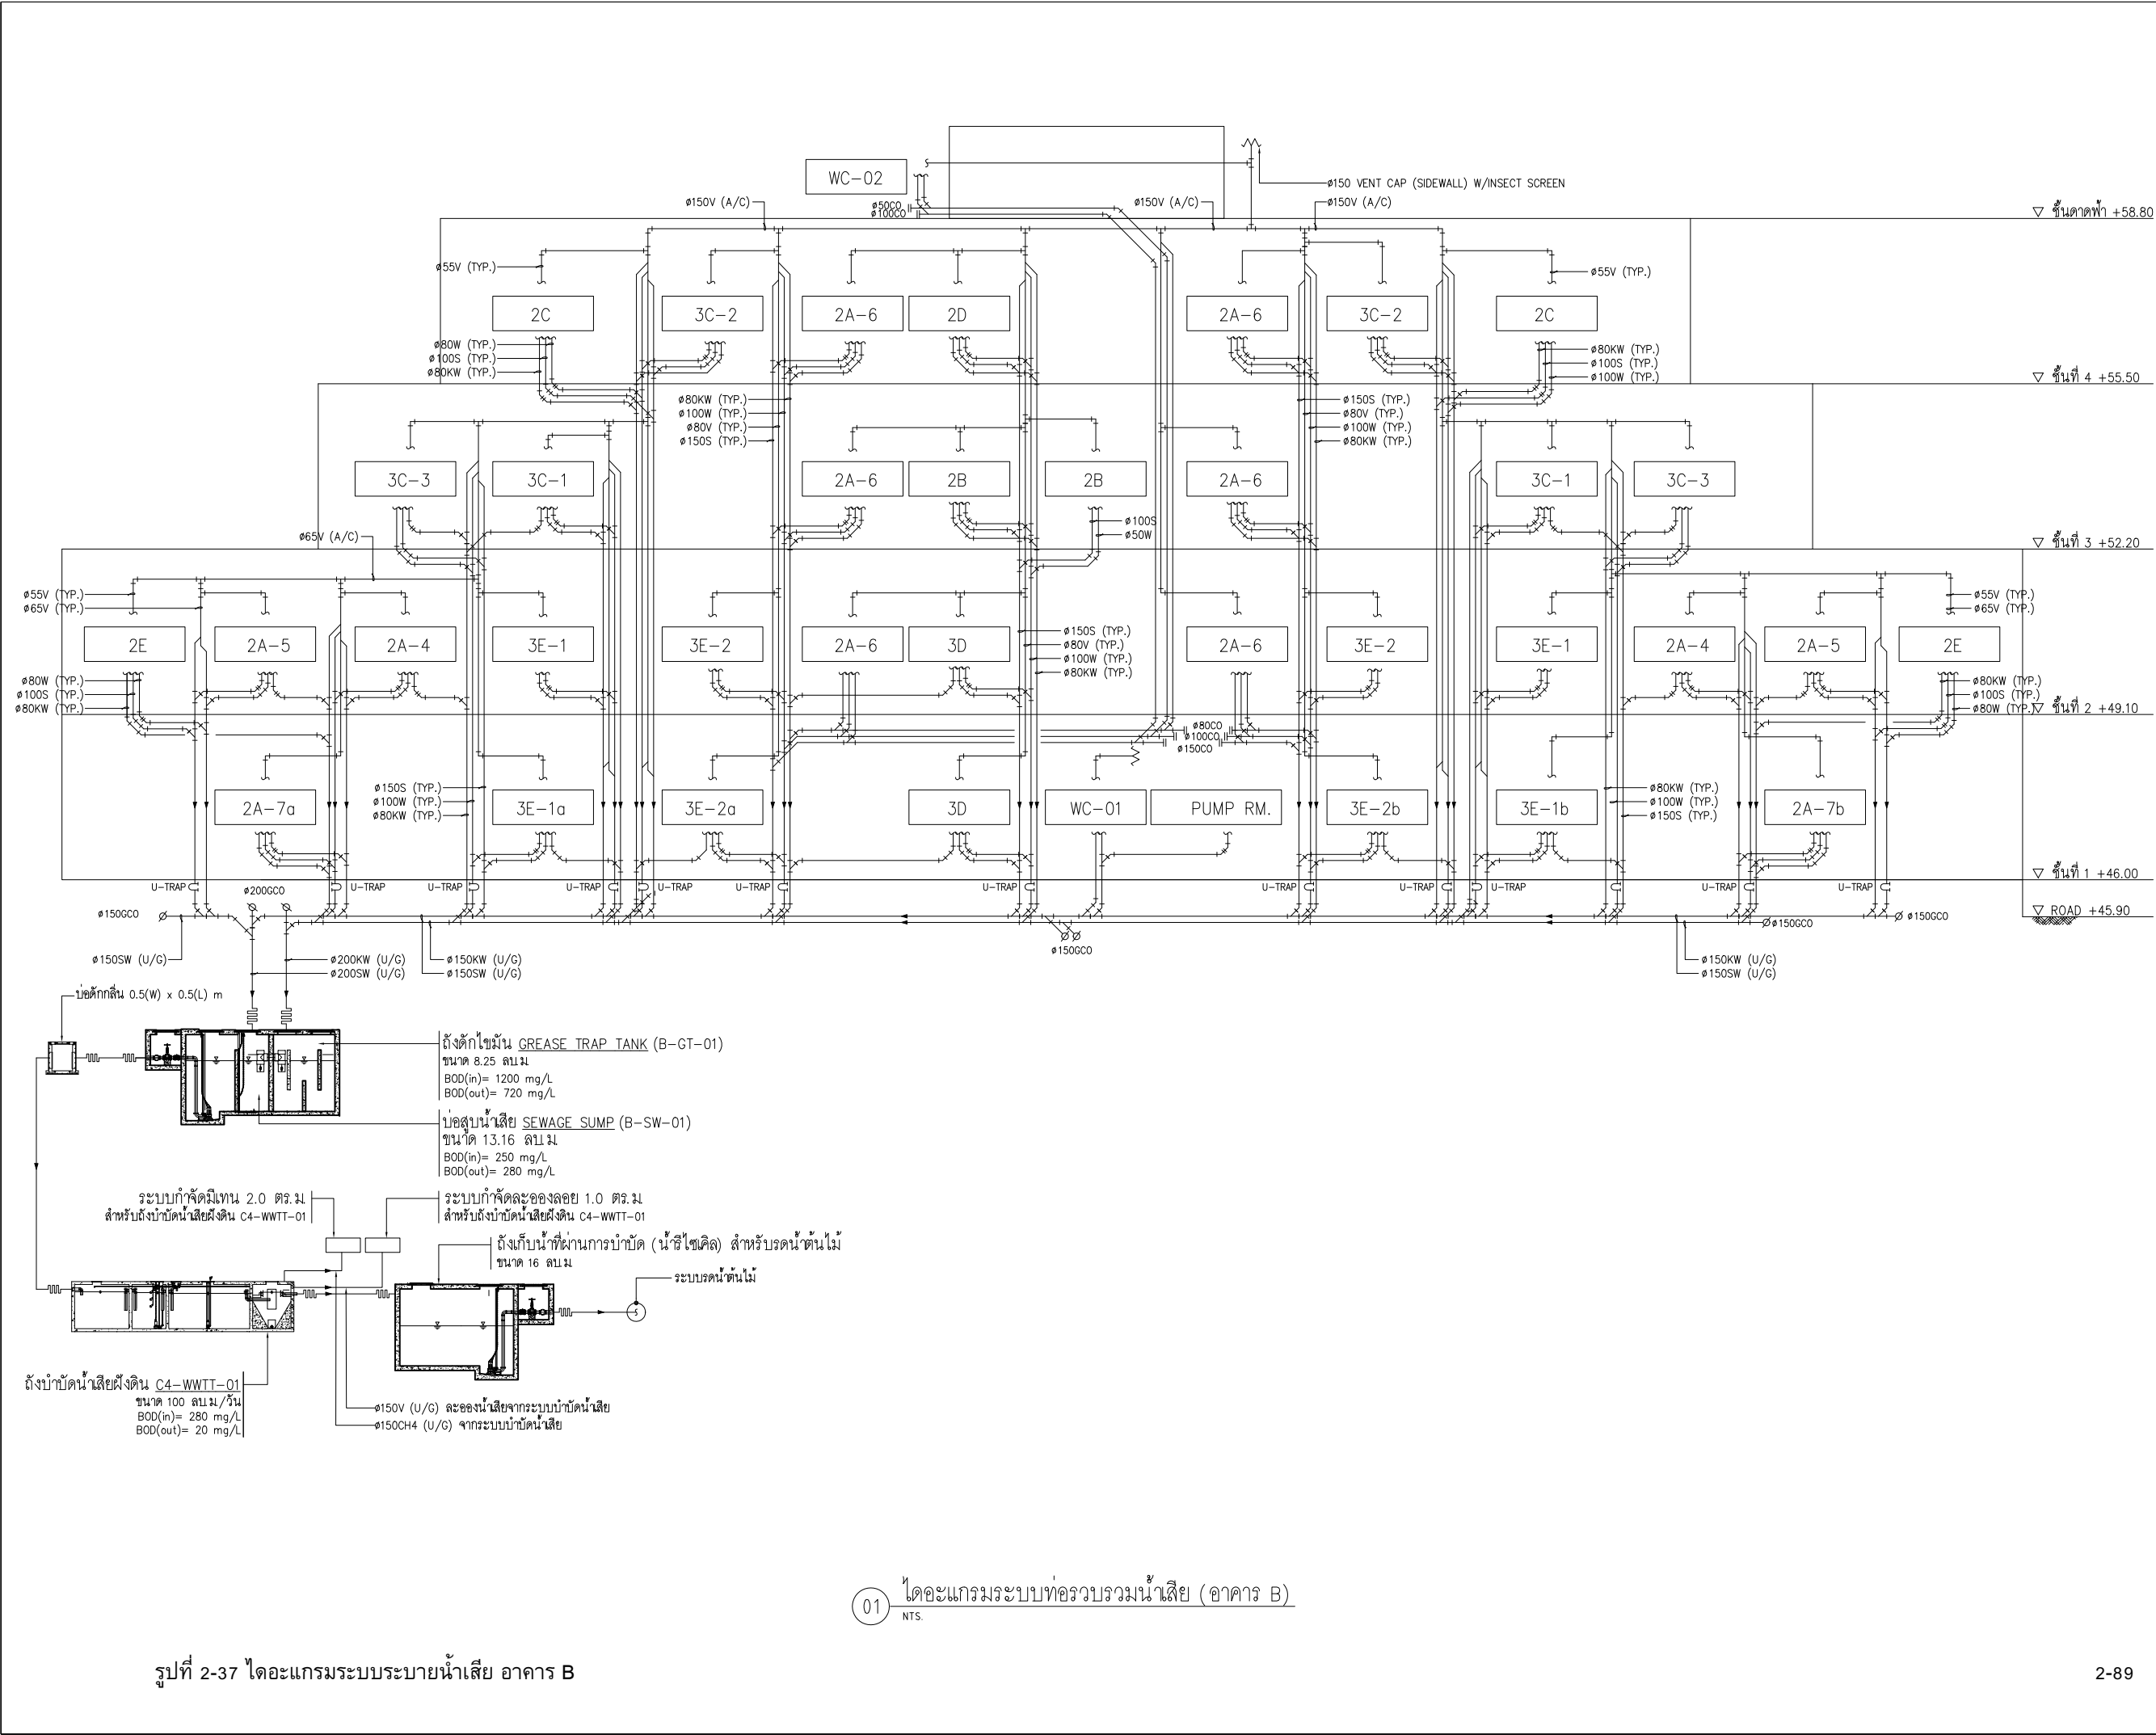 WC-02
ø150 VENT CAP (SIDEWALL) W/INSECT SCREEN
ø150V (A/C)
ø50CO
ø100CO
ø150V (A/C)
ø150V (A/C)
ชั้นดาดฟ้า +58.80
ø55V (TYP.)
ø55V (TYP.)
2C
3C-2
2A-6
2D
2A-6
3C-2
2C
ø80W (TYP.)
ø100S (TYP.)
ø80KW (TYP.)
ø80KW (TYP.)
ø100S (TYP.)
ø100W (TYP.)
ชั้นที่ 4 +55.50
ø80KW (TYP.)
ø100W (TYP.)
ø80V (TYP.)
ø150S (TYP.)
ø150S (TYP.)
ø80V (TYP.)
ø100W (TYP.)
ø80KW (TYP.)
3C-3
3C-1
2A-6
2B
2B
2A-6
3C-1
3C-3
ø100S
ø50W
ø65V (A/C)
ชั้นที่ 3 +52.20
ø55V (TYP.)
ø65V (TYP.)
ø55V (TYP.)
ø65V (TYP.)
2E
2A-5
2A-4
3E-1
3E-2
2A-6
3D
2A-6
3E-2
3E-1
2A-4
2A-5
2E
ø150S (TYP.)
ø80V (TYP.)
ø100W (TYP.)
ø80KW (TYP.)
ø80W (TYP.)
ø100S (TYP.)
ø80KW (TYP.)
ø80KW (TYP.)
ø100S (TYP.)
ø80W (TYP.)
ชั้นที่ 2 +49.10
ø80CO
ø100CO
ø150CO
ø150S (TYP.)
ø100W (TYP.)
ø80KW (TYP.)
ø80KW (TYP.)
ø100W (TYP.)
ø150S (TYP.)
2A-7a
3E-1a
3E-2a
3D
WC-01
PUMP RM.
3E-2b
3E-1b
2A-7b
ชั้นที่ 1 +46.00
U-TRAP
U-TRAP
U-TRAP
U-TRAP
U-TRAP
U-TRAP
U-TRAP
U-TRAP
U-TRAP
U-TRAP
U-TRAP
U-TRAP
ø200GCO
ø150GCO
ø150GCO
ø150GCO
ø150GCO
ROAD +45.90
ø150SW (U/G)
ø200KW (U/G)
ø200SW (U/G)
ø150KW (U/G)
ø150SW (U/G)
ø150KW (U/G)
ø150SW (U/G)
บ่อดักกลิ่น 0.5(W) x 0.5(L) m
ถังดักไขมัน GREASE TRAP TANK (B-GT-01)
ขนาด 8.25 ลบ.ม.
BOD(in)= 1200 mg/L
BOD(out)= 720 mg/L
บ่อสูบน้ำเสีย SEWAGE SUMP (B-SW-01)
ขนาด 13.16 ลบ.ม.
BOD(in)= 250 mg/L
BOD(out)= 280 mg/L
ระบบกำจัดมีเทน 2.0 ตร.ม.
สำหรับถังบำบัดน้ำเสียฝังดิน C4-WWTT-01
ระบบกำจัดละอองลอย 1.0 ตร.ม.
สำหรับถังบำบัดน้ำเสียฝังดิน C4-WWTT-01
ถังเก็บน้ำที่ผ่านการบำบัด (น้ำรีไซเคิล) สำหรับรดน้ำต้นไม้
ขนาด 16 ลบ.ม.
ระบบรดน้ำต้นไม้
S
ถังบำบัดน้ำเสียฝังดิน C4-WWTT-01
ขนาด 100 ลบ.ม./วัน
BOD(in)= 280 mg/L
BOD(out)= 20 mg/L
ø150V (U/G) ละอองน้ำเสียจากระบบบำบัดน้ำเสีย
ø150CH4 (U/G) จากระบบบำบัดน้ำเสีย
01 ไดอะแกรมระบบท่อรวบรวมน้ำเสีย (อาคาร B)
NTS.
รูปที่ 2-37 ไดอะแกรมระบบระบายน้ำเสีย อาคาร B
2-89